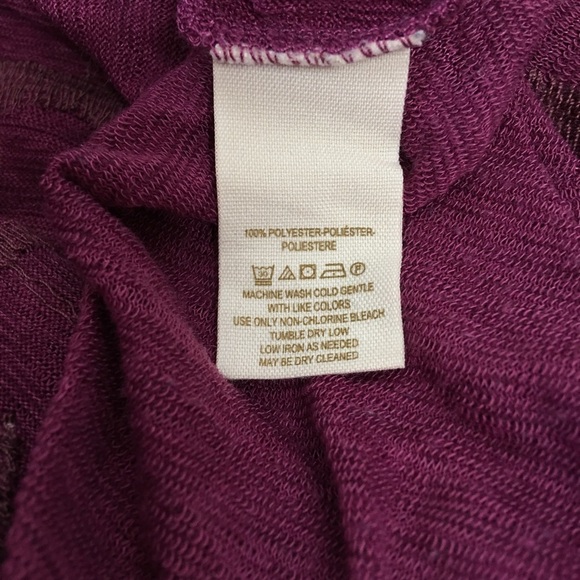 100% POLYESTER-POLIÉSTER-
POLIESTERE
MACHINE WASH COLD GENTLE
WITH LIKE COLORS
USE ONLY NON-CHLORINE BLEACH
TUMBLE DRY LOW
LOW IRON AS NEEDED
MAY BE DRY CLEANED